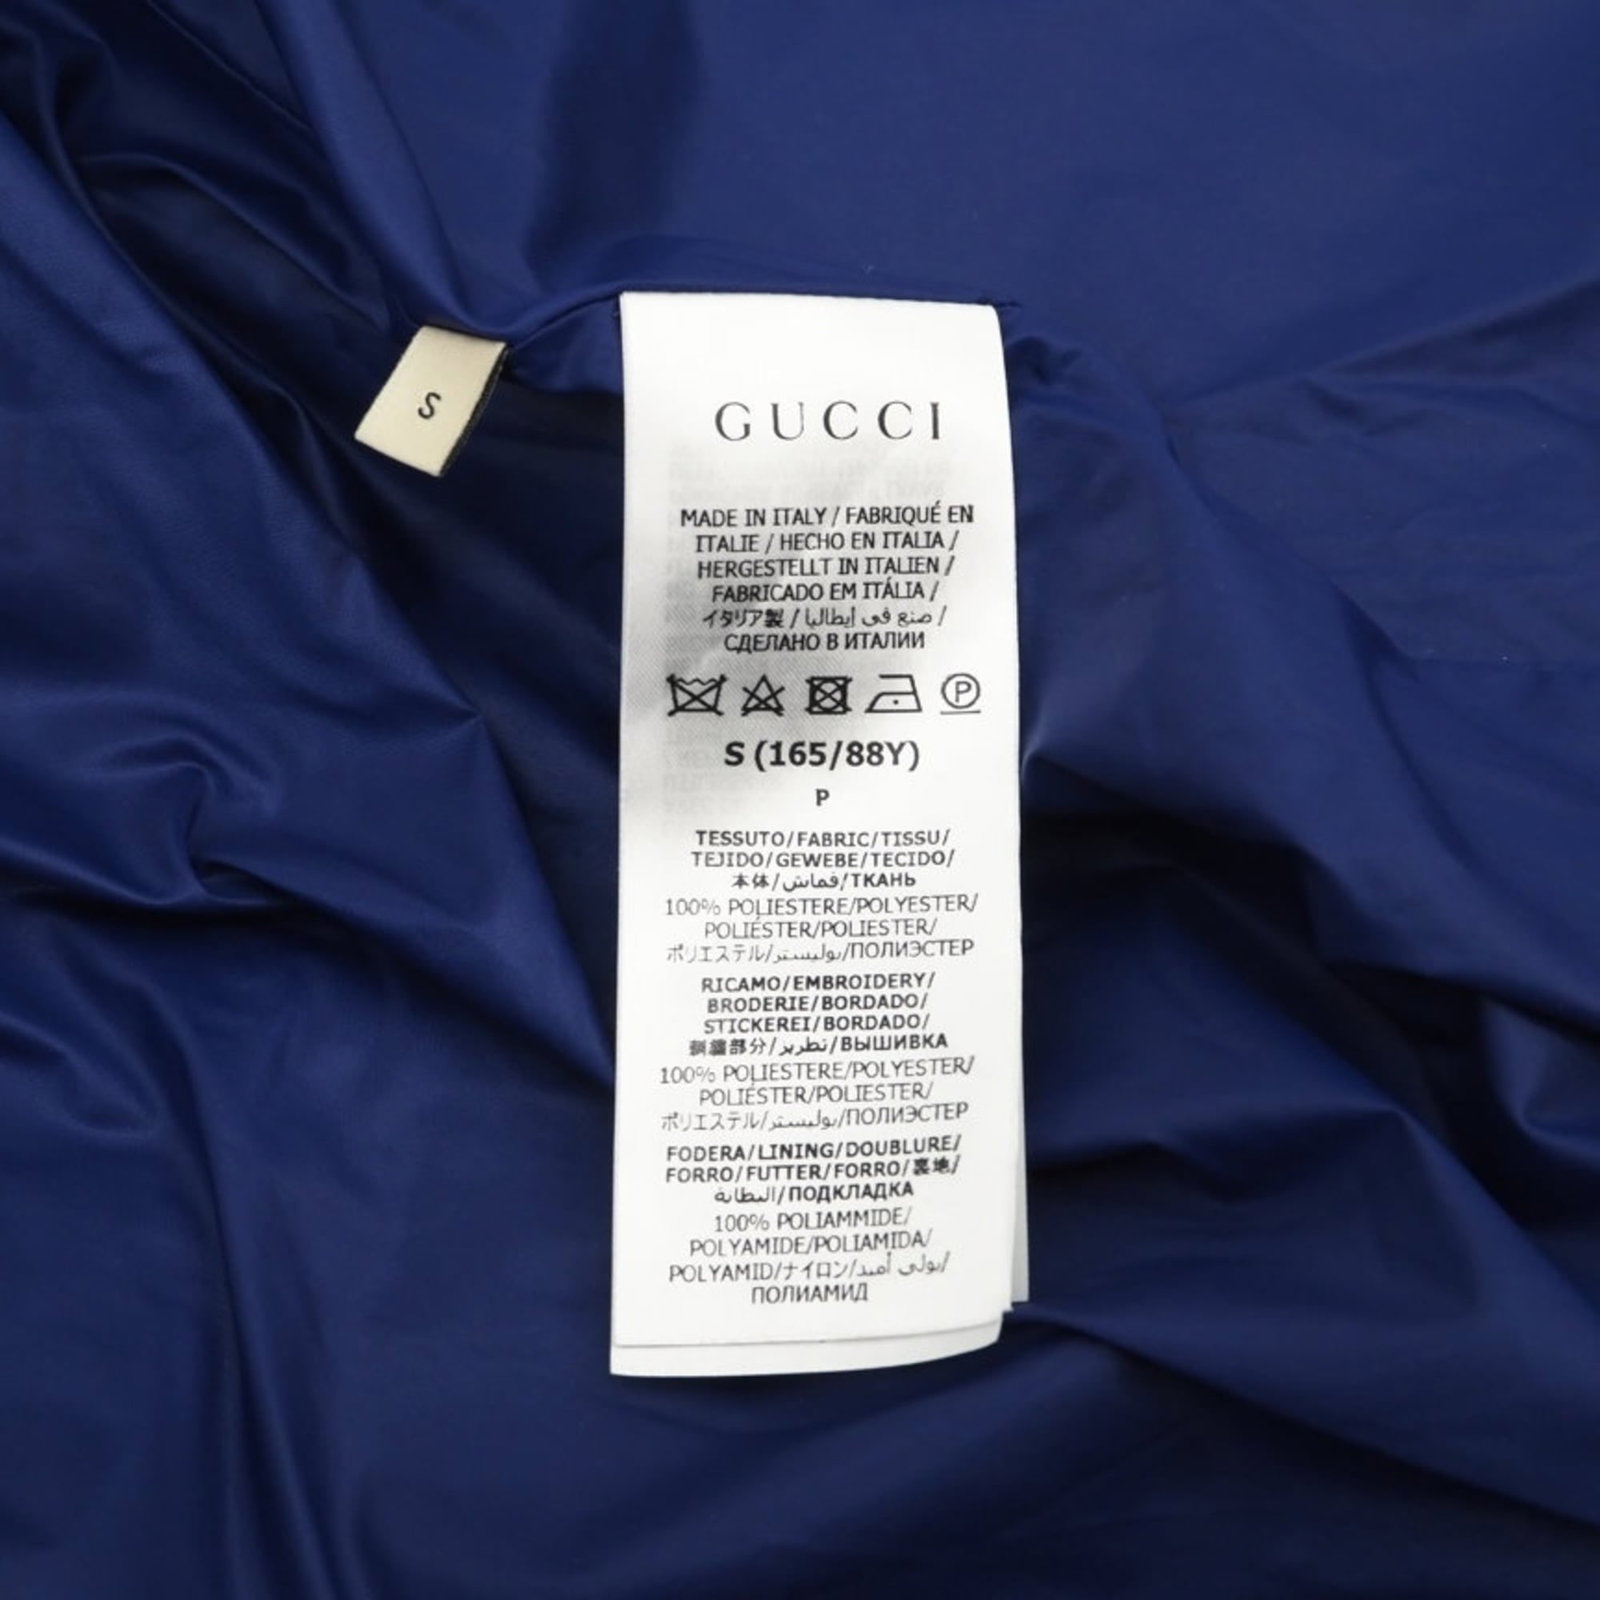 S
GUCCI
MADE IN ITALY / FABRIQUÉ EN
ITALIE / HECHO EN ITALIA /
HERGESTELLT IN ITALIEN /
FABRICADO EM ITÁLIA /
イタリア製 / صنع في إيطاليا /
СДЕЛАНО В ИТАЛИИ
P
S (165/88Y)
P
TESSUTO/FABRIC/TISSU/
TEJIDO/GEWEBE/TECIDO/
本体/قماش/ТКАНЬ
100% POLIESTERE/POLYESTER/
POLIÉSTER/POLIESTER/
ポリエステル/بوليستر/ПОЛИЭСТЕР
RICAMO/EMBROIDERY/
BRODERIE/BORDADO/
STICKEREI/BORDADO/
刺繍部分/تطريز/ВЫШИВКА
100% POLIESTERE/POLYESTER/
POLIÉSTER/POLIESTER/
ポリエステル/بوليستر/ПОЛИЭСТЕР
FODERA/LINING/DOUBLURE/
FORRO/FUTTER/FORRO/裏地/
البطانة/ПОДКЛАДКА
100% POLIAMMIDE/
POLYAMIDE/POLIAMIDA/
POLYAMID/ナイロン/بولي أميد/
ПОЛИАМИД